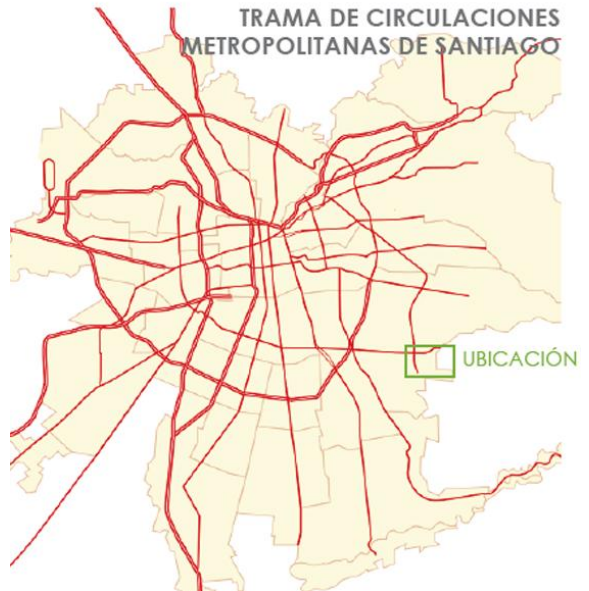 TRAMA DE CIRCULACIONES
METROPOLITANAS DE SANTIAGO
UBICACIÓN